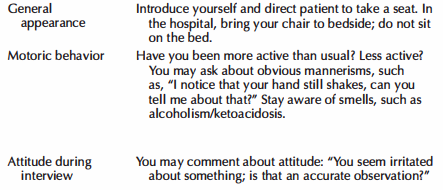 General Introduce yourself and direct patient to take a seat. In
appearance the hospital, bring your chair to bedside; do not sit
on the bed.
Motoric behavior Have you been more active than usual? Less active?
You may ask about obvious mannerisms, such
as, “I notice that your hand still shakes, can you
tell me about that?” Stay aware of smells, such as
alcoholism/ketoacidosis.
Attitude during You may comment about attitude: “You seem irritated
interview about something; is that an accurate observation?”